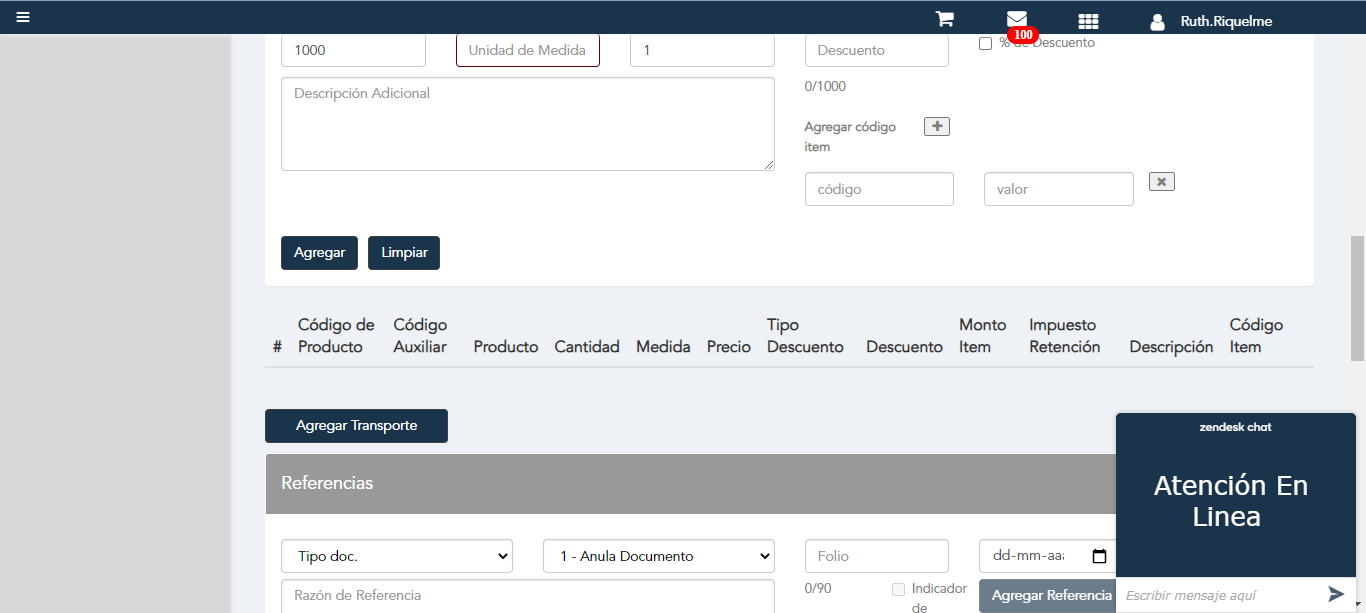 100
Ruth.Riquelme
1000
Unidad de Medida
1
Descuento
% de Descuento
Descripción Adicional
0/1000
Agregar código
item
código
valor
Agregar
Limpiar
#
Código de
Producto
Código
Auxiliar
Producto
Cantidad
Medida
Precio
Tipo
Descuento
Descuento
Monto
Item
Impuesto
Retención
Descripción
Código
Item
Agregar Transporte
Referencias
Tipo doc.
1 - Anula Documento
Folio
dd-mm-aaa
Razón de Referencia
0/90
Indicador
de
Agregar Referencia
zendesk chat
Atención En
Linea
Escribir mensaje aquí